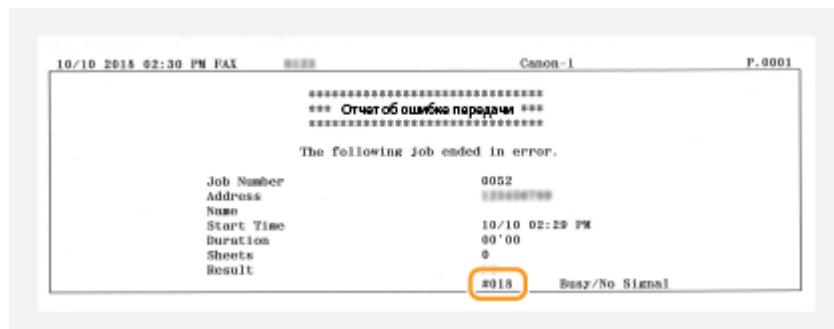 10/10 2018 02:30 PM FAX Canon-1 P.0001
*******************************
*** Отчет об ошибке передачи ***
*******************************
The following job ended in error.
Job Number 0052
Address
Name
Start Time 10/10 02:29 PM
Duration 00'00
Sheets 0
Result
#018 Busy/No Signal